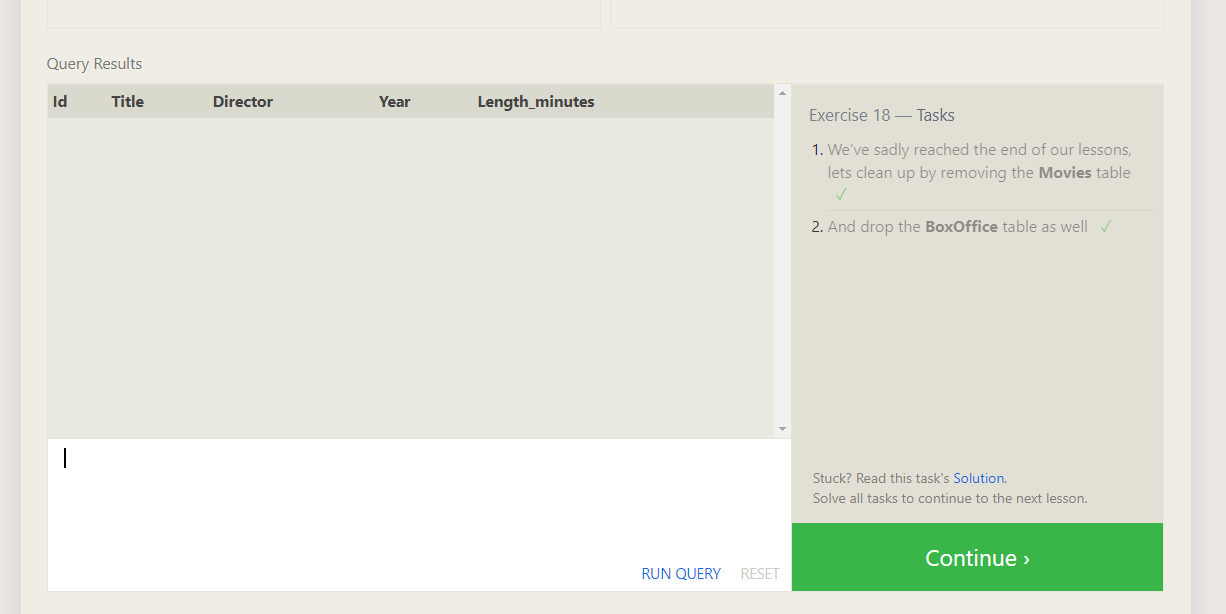 Query Results
Id Title Director Year Length_minutes
Exercise 18 — Tasks
1. We've sadly reached the end of our lessons,
lets clean up by removing the Movies table
✓
2. And drop the BoxOffice table as well ✓
Stuck? Read this task's Solution.
Solve all tasks to continue to the next lesson.
RUN QUERY RESET
Continue ›